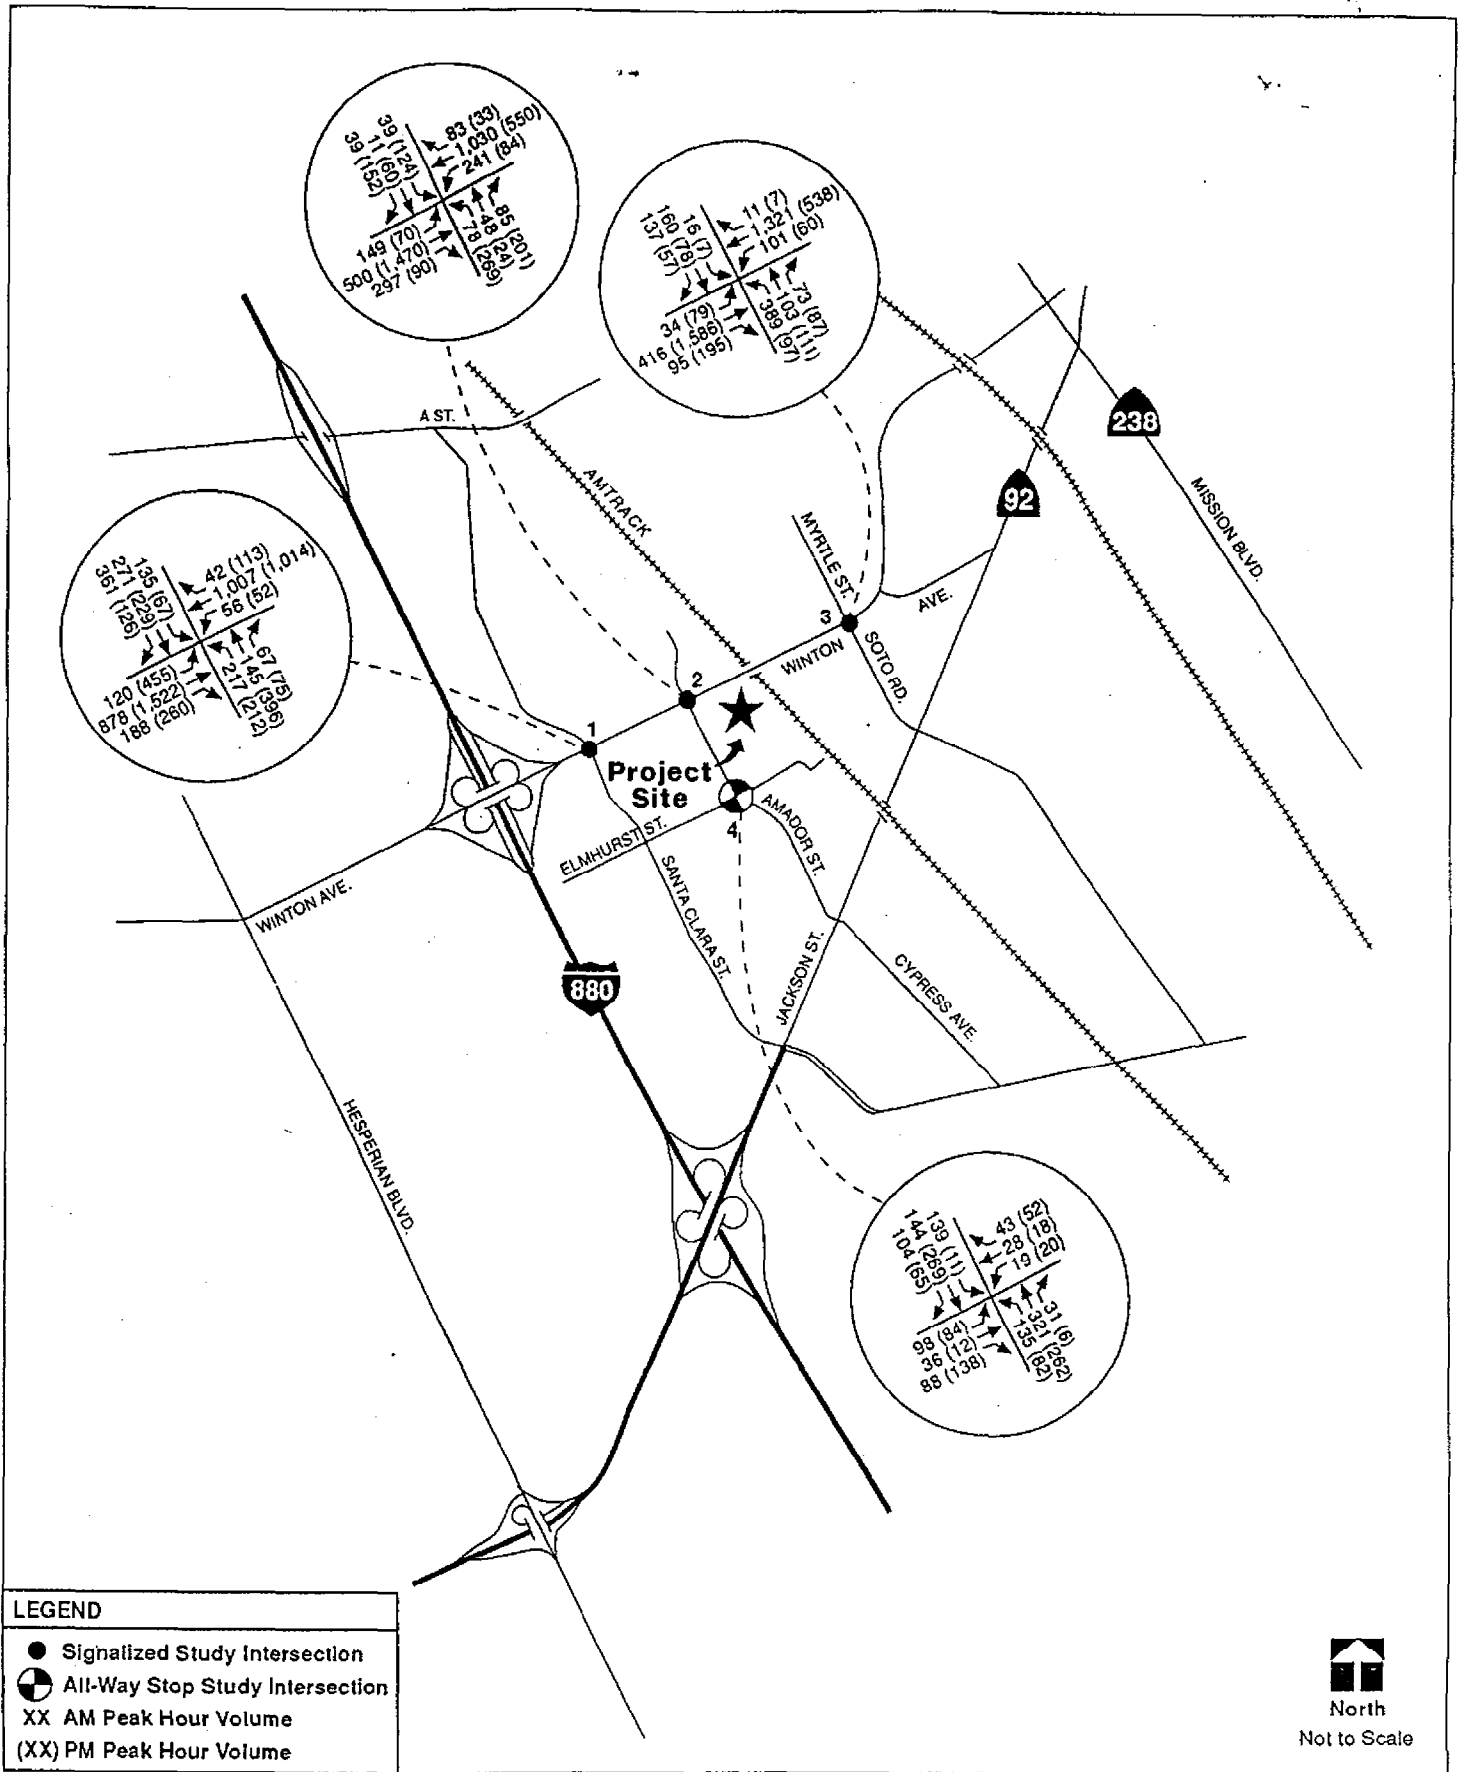 39 (124)
11 (60)
39 (152)
83 (33)
1,030 (550)
241 (84)
149 (70)
500 (1,470)
297 (90)
85 (201)
48 (24)
78 (269)
16 (7)
160 (78)
137 (57)
11 (7)
1,321 (538)
101 (60)
34 (79)
416 (1,586)
95 (195)
73 (87)
103 (111)
389 (97)
A ST.
AMTRACK
238
92
MISSION BLVD.
135 (67)
271 (229)
361 (126)
42 (113)
1,007 (1,014)
56 (52)
120 (455)
878 (1,522)
188 (260)
67 (75)
145 (396)
217 (212)
MYRTLE ST.
AVE.
3
WINTON
SOTO RD.
2
1
Project
Site
4
ELMHURST ST.
AMADOR ST.
SANTA CLARA ST.
WINTON AVE.
880
JACKSON ST.
CYPRESS AVE.
HESPERIAN BLVD.
139 (11)
144 (269)
104 (65)
43 (52)
28 (18)
19 (20)
98 (84)
36 (12)
88 (138)
31 (6)
321 (262)
135 (82)
LEGEND
Signalized Study Intersection
All-Way Stop Study Intersection
XX AM Peak Hour Volume
(XX) PM Peak Hour Volume
North
Not to Scale